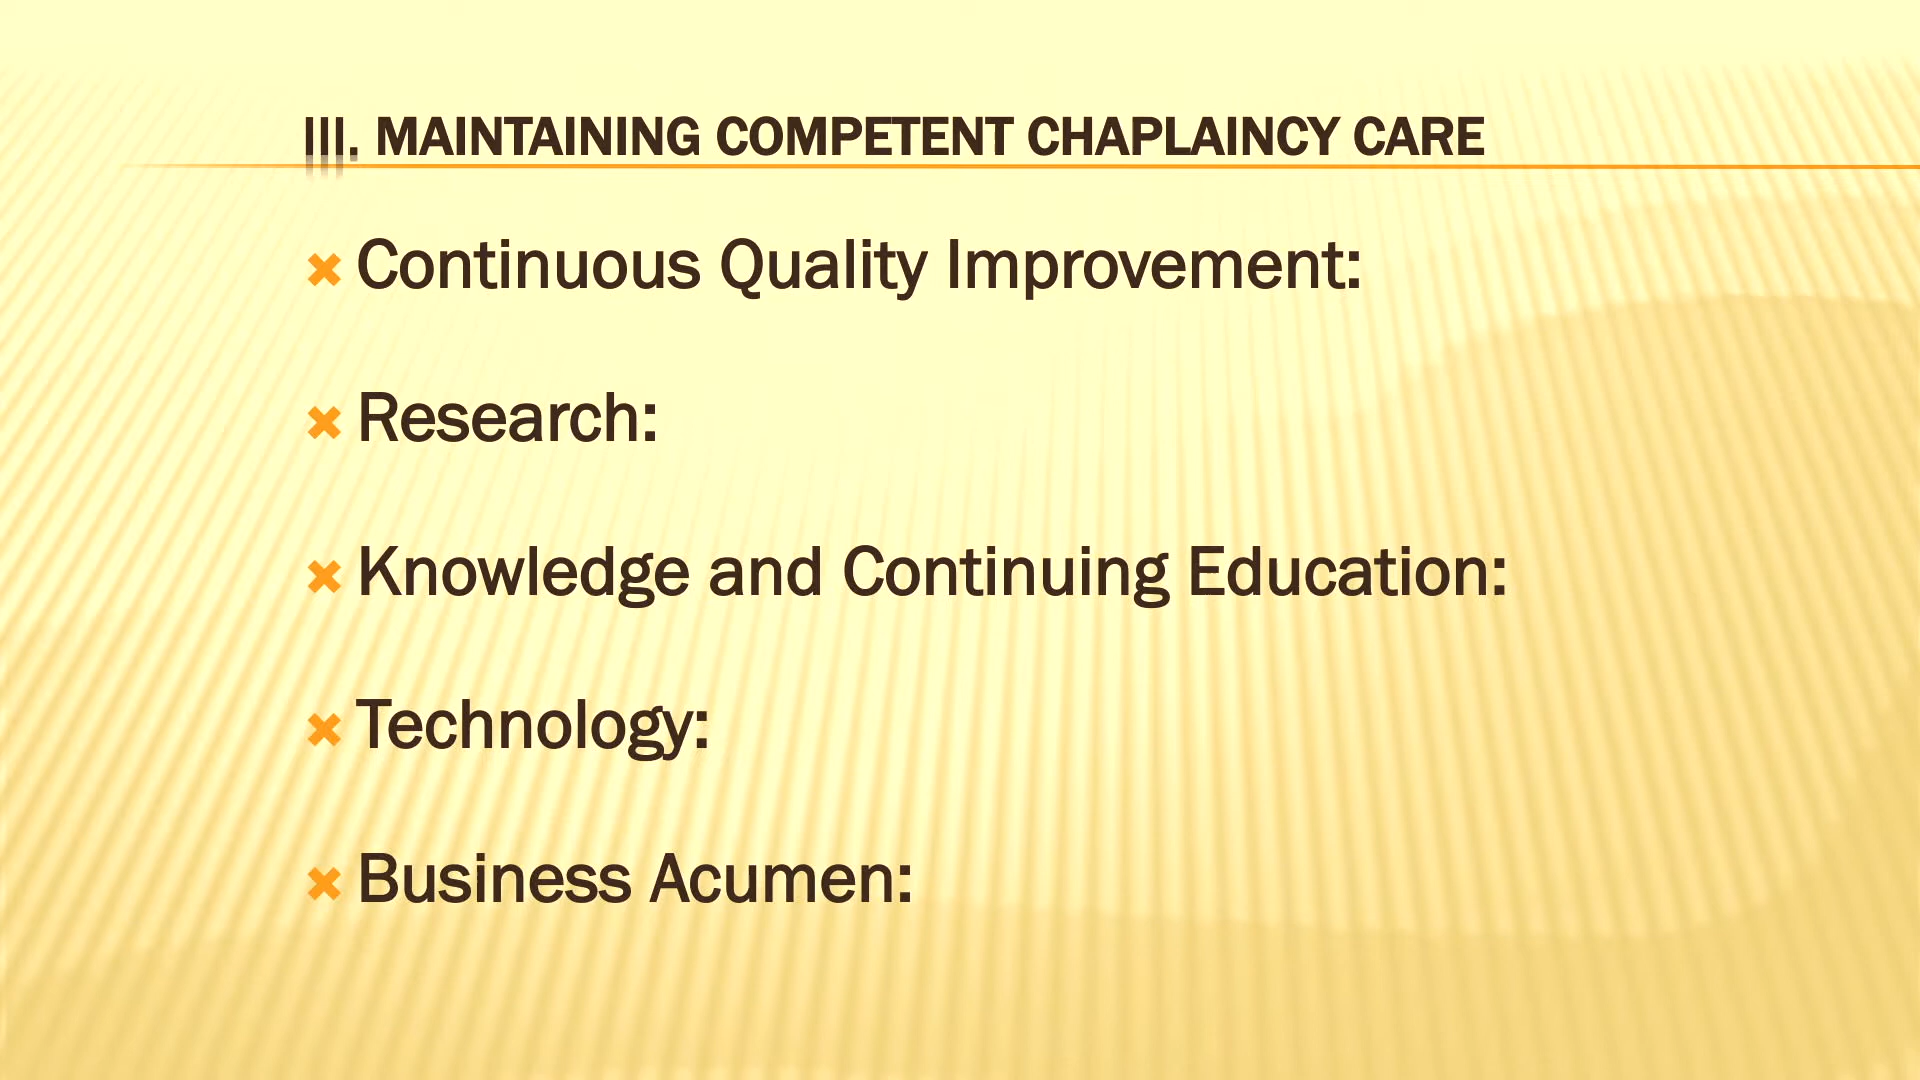 III. MAINTAINING COMPETENT CHAPLAINCY CARE
Continuous Quality Improvement:
Research:
Knowledge and Continuing Education:
Technology:
Business Acumen: